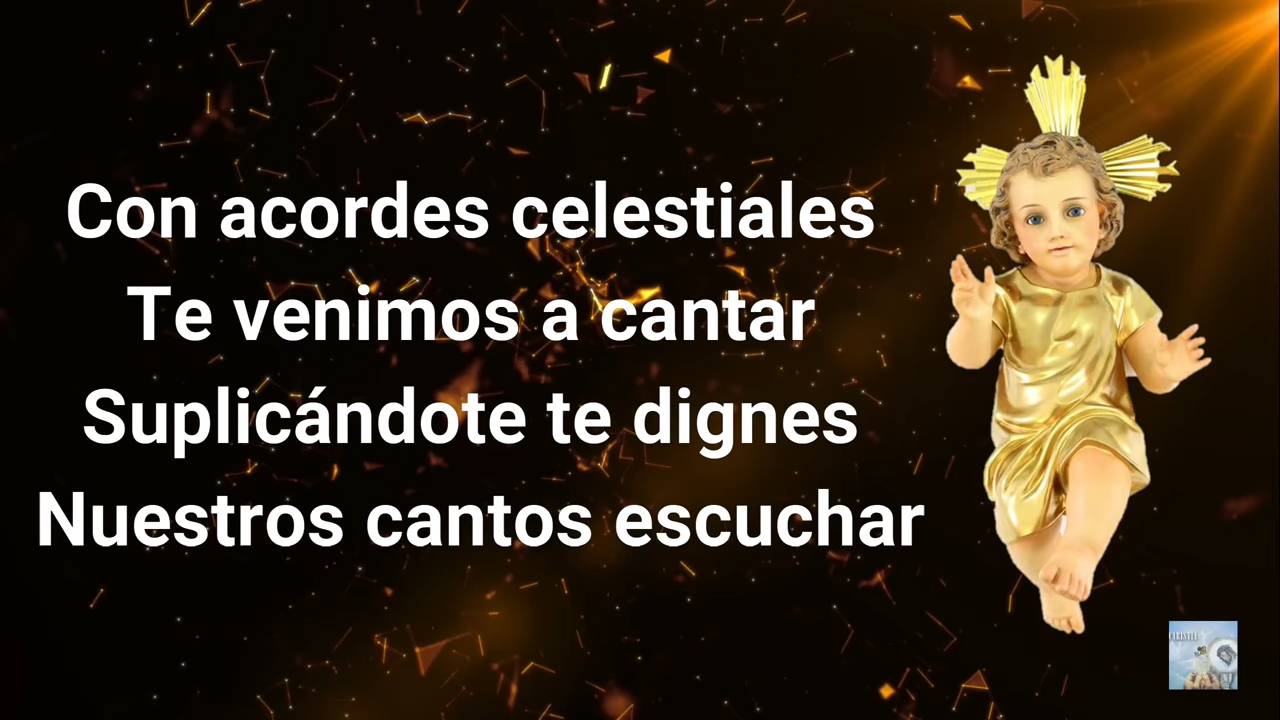 Con acordes celestiales
Te venimos a cantar
Suplicándote te dignes
Nuestros cantos escuchar